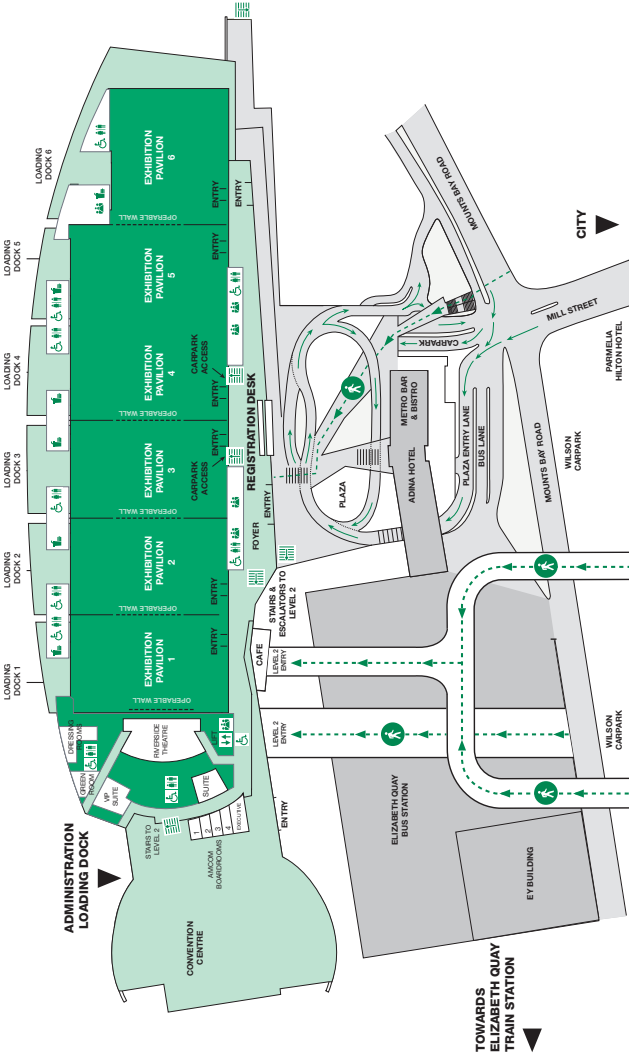 LOADING
DOCK 1
LOADING
DOCK 2
LOADING
DOCK 3
LOADING
DOCK 4
LOADING
DOCK 5
LOADING
DOCK 6
ADMINISTRATION
LOADING DOCK
DRESSING
ROOMS
GREEN
ROOM
VIP
SUITE
RIVERSIDE
THEATRE
LIFT
SUITE
STAIRS TO
LEVEL 2
1
2
3
4
EXECUTIVE
AMCOM
BOARDROOMS
CONVENTION
CENTRE
ENTRY
EXHIBITION
PAVILION
1
OPERABLE WALL
ENTRY
EXHIBITION
PAVILION
2
OPERABLE WALL
ENTRY
EXHIBITION
PAVILION
3
OPERABLE WALL
ENTRY
EXHIBITION
PAVILION
4
ENTRY
EXHIBITION
PAVILION
5
ENTRY
EXHIBITION
PAVILION
6
OPERABLE WALL
ENTRY
ENTRY
CARPARK
ACCESS
CARPARK
ACCESS
REGISTRATION DESK
FOYER
ENTRY
STAIRS &
ESCALATORS TO
LEVEL 2
CAFE
LEVEL 2
ENTRY
LEVEL 2
ENTRY
PLAZA
METRO BAR
& BISTRO
ADINA HOTEL
CARPARK
PLAZA ENTRY LANE
BUS LANE
MOUNTS BAY ROAD
MOUNTS BAY ROAD
MILL STREET
CITY
PARMELIA
HILTON HOTEL
WILSON
CARPARK
WILSON
CARPARK
ELIZABETH QUAY
BUS STATION
EY BUILDING
TOWARDS
ELIZABETH QUAY
TRAIN STATION